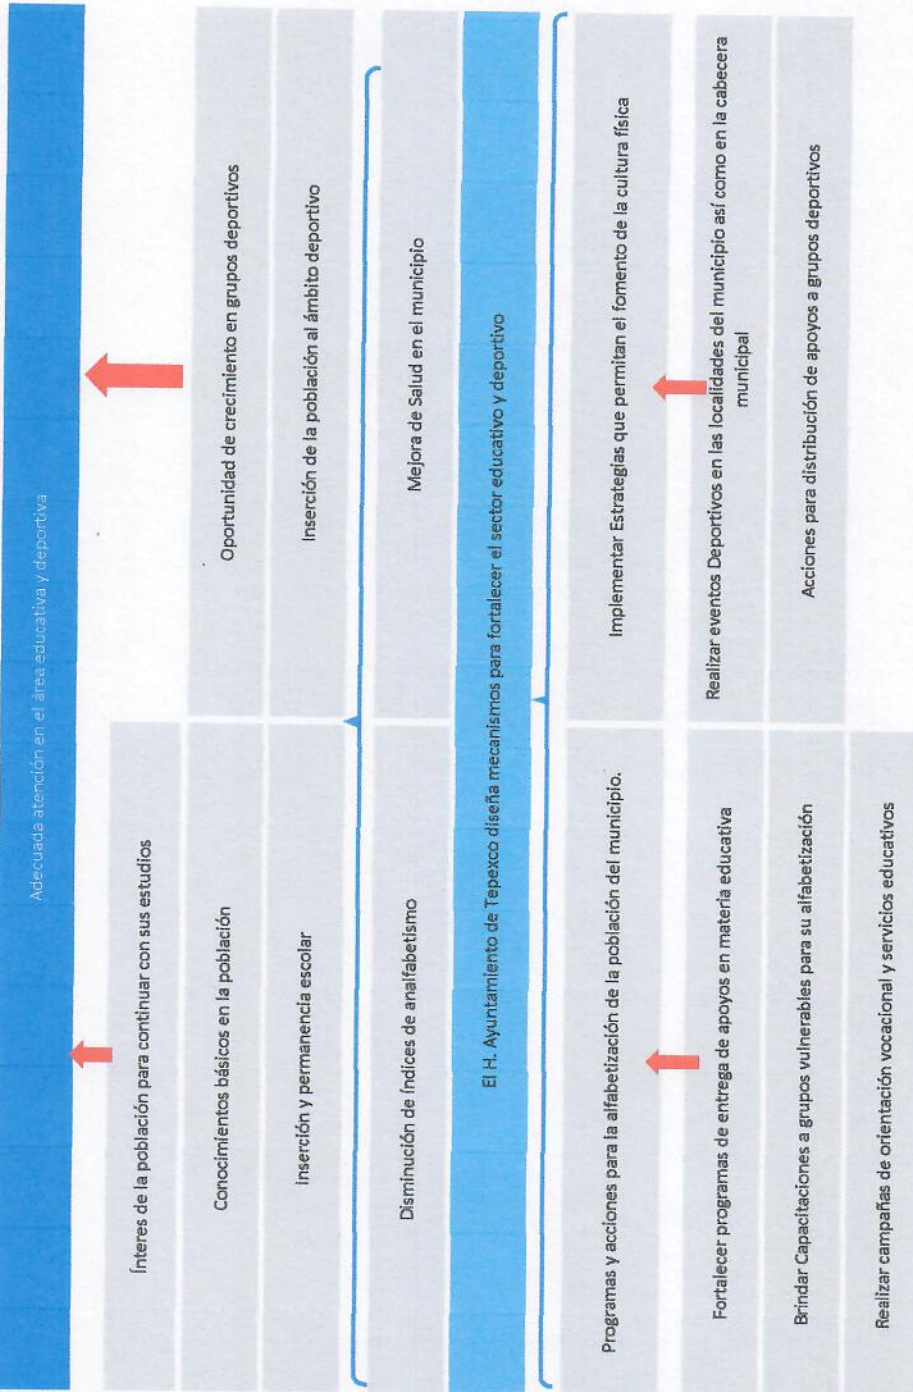 Adecuada atención en el área educativa y deportiva
Ínteres de la población para continuar con sus estudios
Oportunidad de crecimiento en grupos deportivos
Conocimientos básicos en la población
Inserción de la población al ámbito deportivo
Inserción y permanencia escolar
Disminución de índices de analfabetismo
Mejora de Salud en el municipio
El H. Ayuntamiento de Tepexco diseña mecanismos para fortalecer el sector educativo y deportivo
Programas y acciones para la alfabetización de la población del municipio.
Implementar Estrategias que permitan el fomento de la cultura física
Fortalecer programas de entrega de apoyos en materia educativa
Realizar eventos Deportivos en las localidades del municipio así como en la cabecera
municipal
Brindar Capacitaciones a grupos vulnerables para su alfabetización
Acciones para distribución de apoyos a grupos deportivos
Realizar campañas de orientación vocacional y servicios educativos